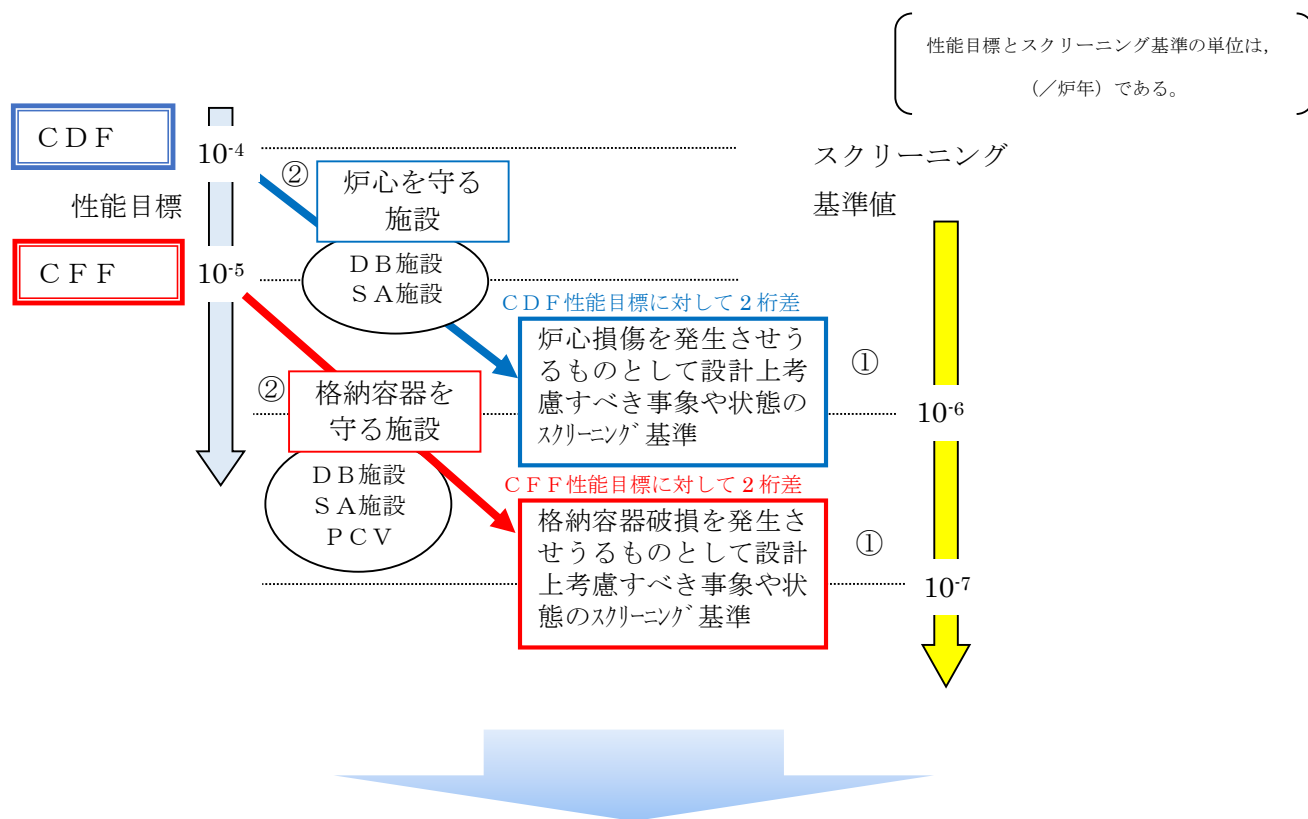 性能目標とスクリーニング基準の単位は,
(/炉年)である。
CDF
10-4
スクリーニング
基準値
②
炉心を守る
施設
性能目標
CFF
10-5
DB施設
SA施設
CDF性能目標に対して2桁差
炉心損傷を発生させう
るものとして設計上考
慮すべき事象や状態の
スクリーニング基準
①
10-6
②
格納容器を
守る施設
DB施設
SA施設
PCV
CFF性能目標に対して2桁差
格納容器破損を発生さ
せうるものとして設計
上考慮すべき事象や状
態のスクリーニング基準
①
10-7